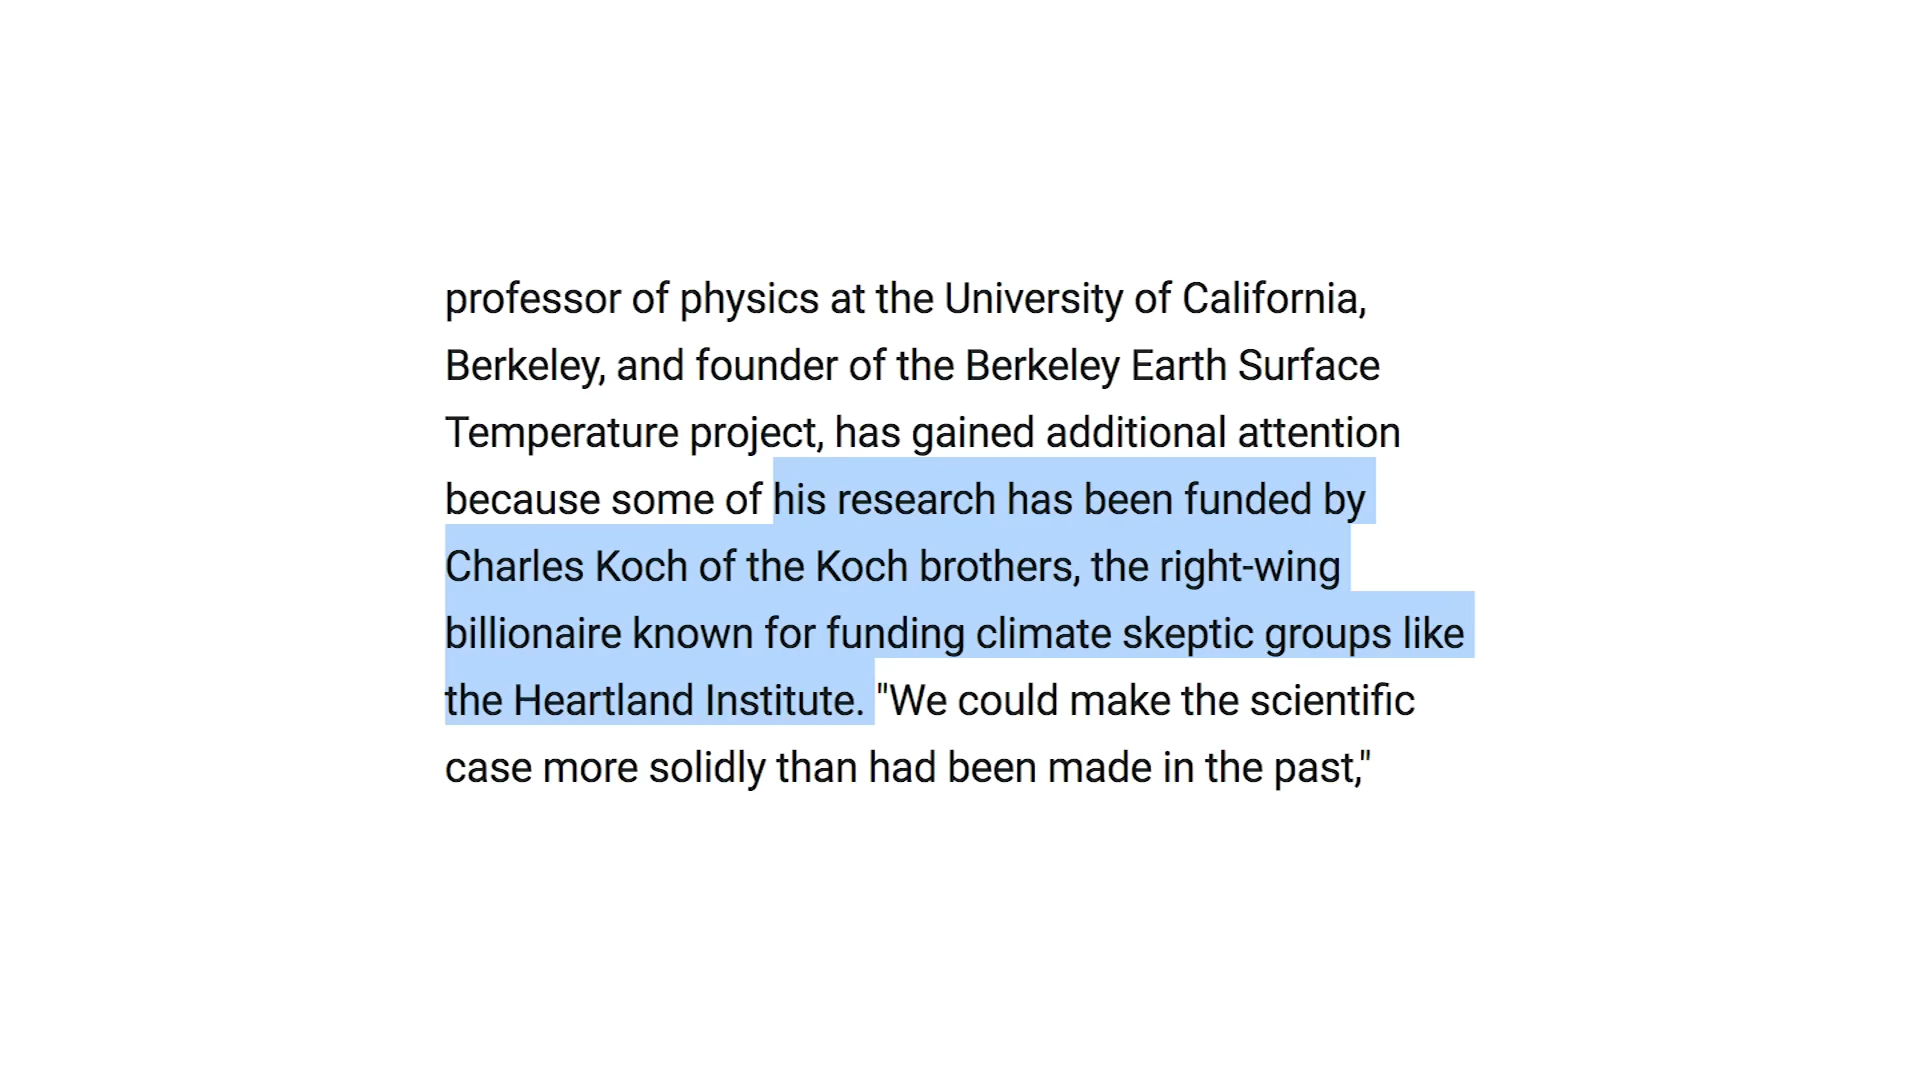 professor of physics at the University of California,
Berkeley, and founder of the Berkeley Earth Surface
Temperature project, has gained additional attention
because some of his research has been funded by
Charles Koch of the Koch brothers, the right-wing
billionaire known for funding climate skeptic groups like
the Heartland Institute. "We could make the scientific
case more solidly than had been made in the past,"